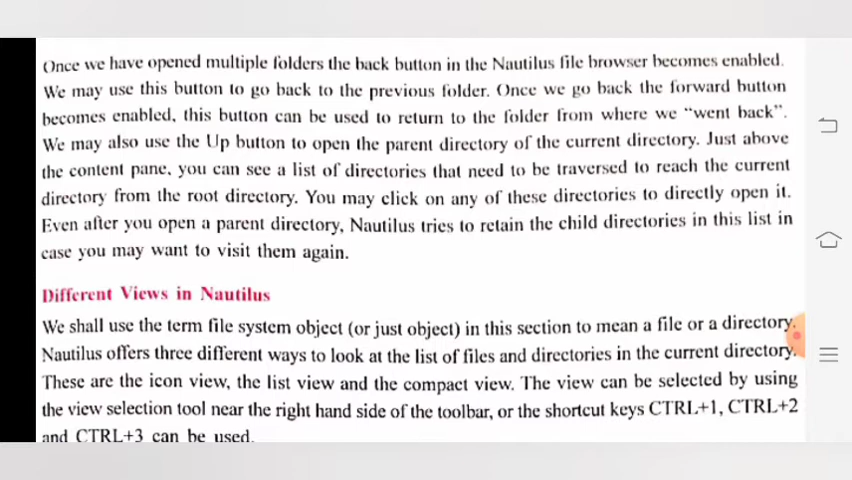 Once we have opened multiple folders the back button in the Nautilus file browser becomes enabled.
We may use this button to go back to the previous folder. Once we go back the forward button
becomes enabled, this button can be used to return to the folder from where we “went back”.
We may also use the Up button to open the parent directory of the current directory. Just above
the content pane, you can see a list of directories that need to be traversed to reach the current
directory from the root directory. You may click on any of these directories to directly open it.
Even after you open a parent directory, Nautilus tries to retain the child directories in this list in
case you may want to visit them again.
Different Views in Nautilus
We shall use the term file system object (or just object) in this section to mean a file or a directory.
Nautilus offers three different ways to look at the list of files and directories in the current directory.
These are the icon view, the list view and the compact view. The view can be selected by using
the view selection tool near the right hand side of the toolbar, or the shortcut keys CTRL+1, CTRL+2
and CTRL+3 can be used.